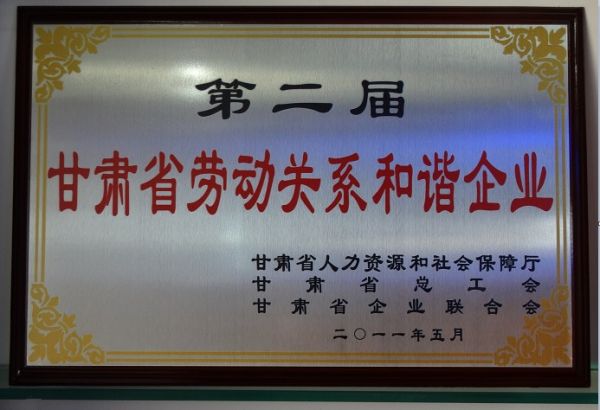 第二届
甘肃省劳动关系和谐企业
甘肃省人力资源和社会保障厅
甘肃省总工会
甘肃省企业联合会
二〇一一年五月